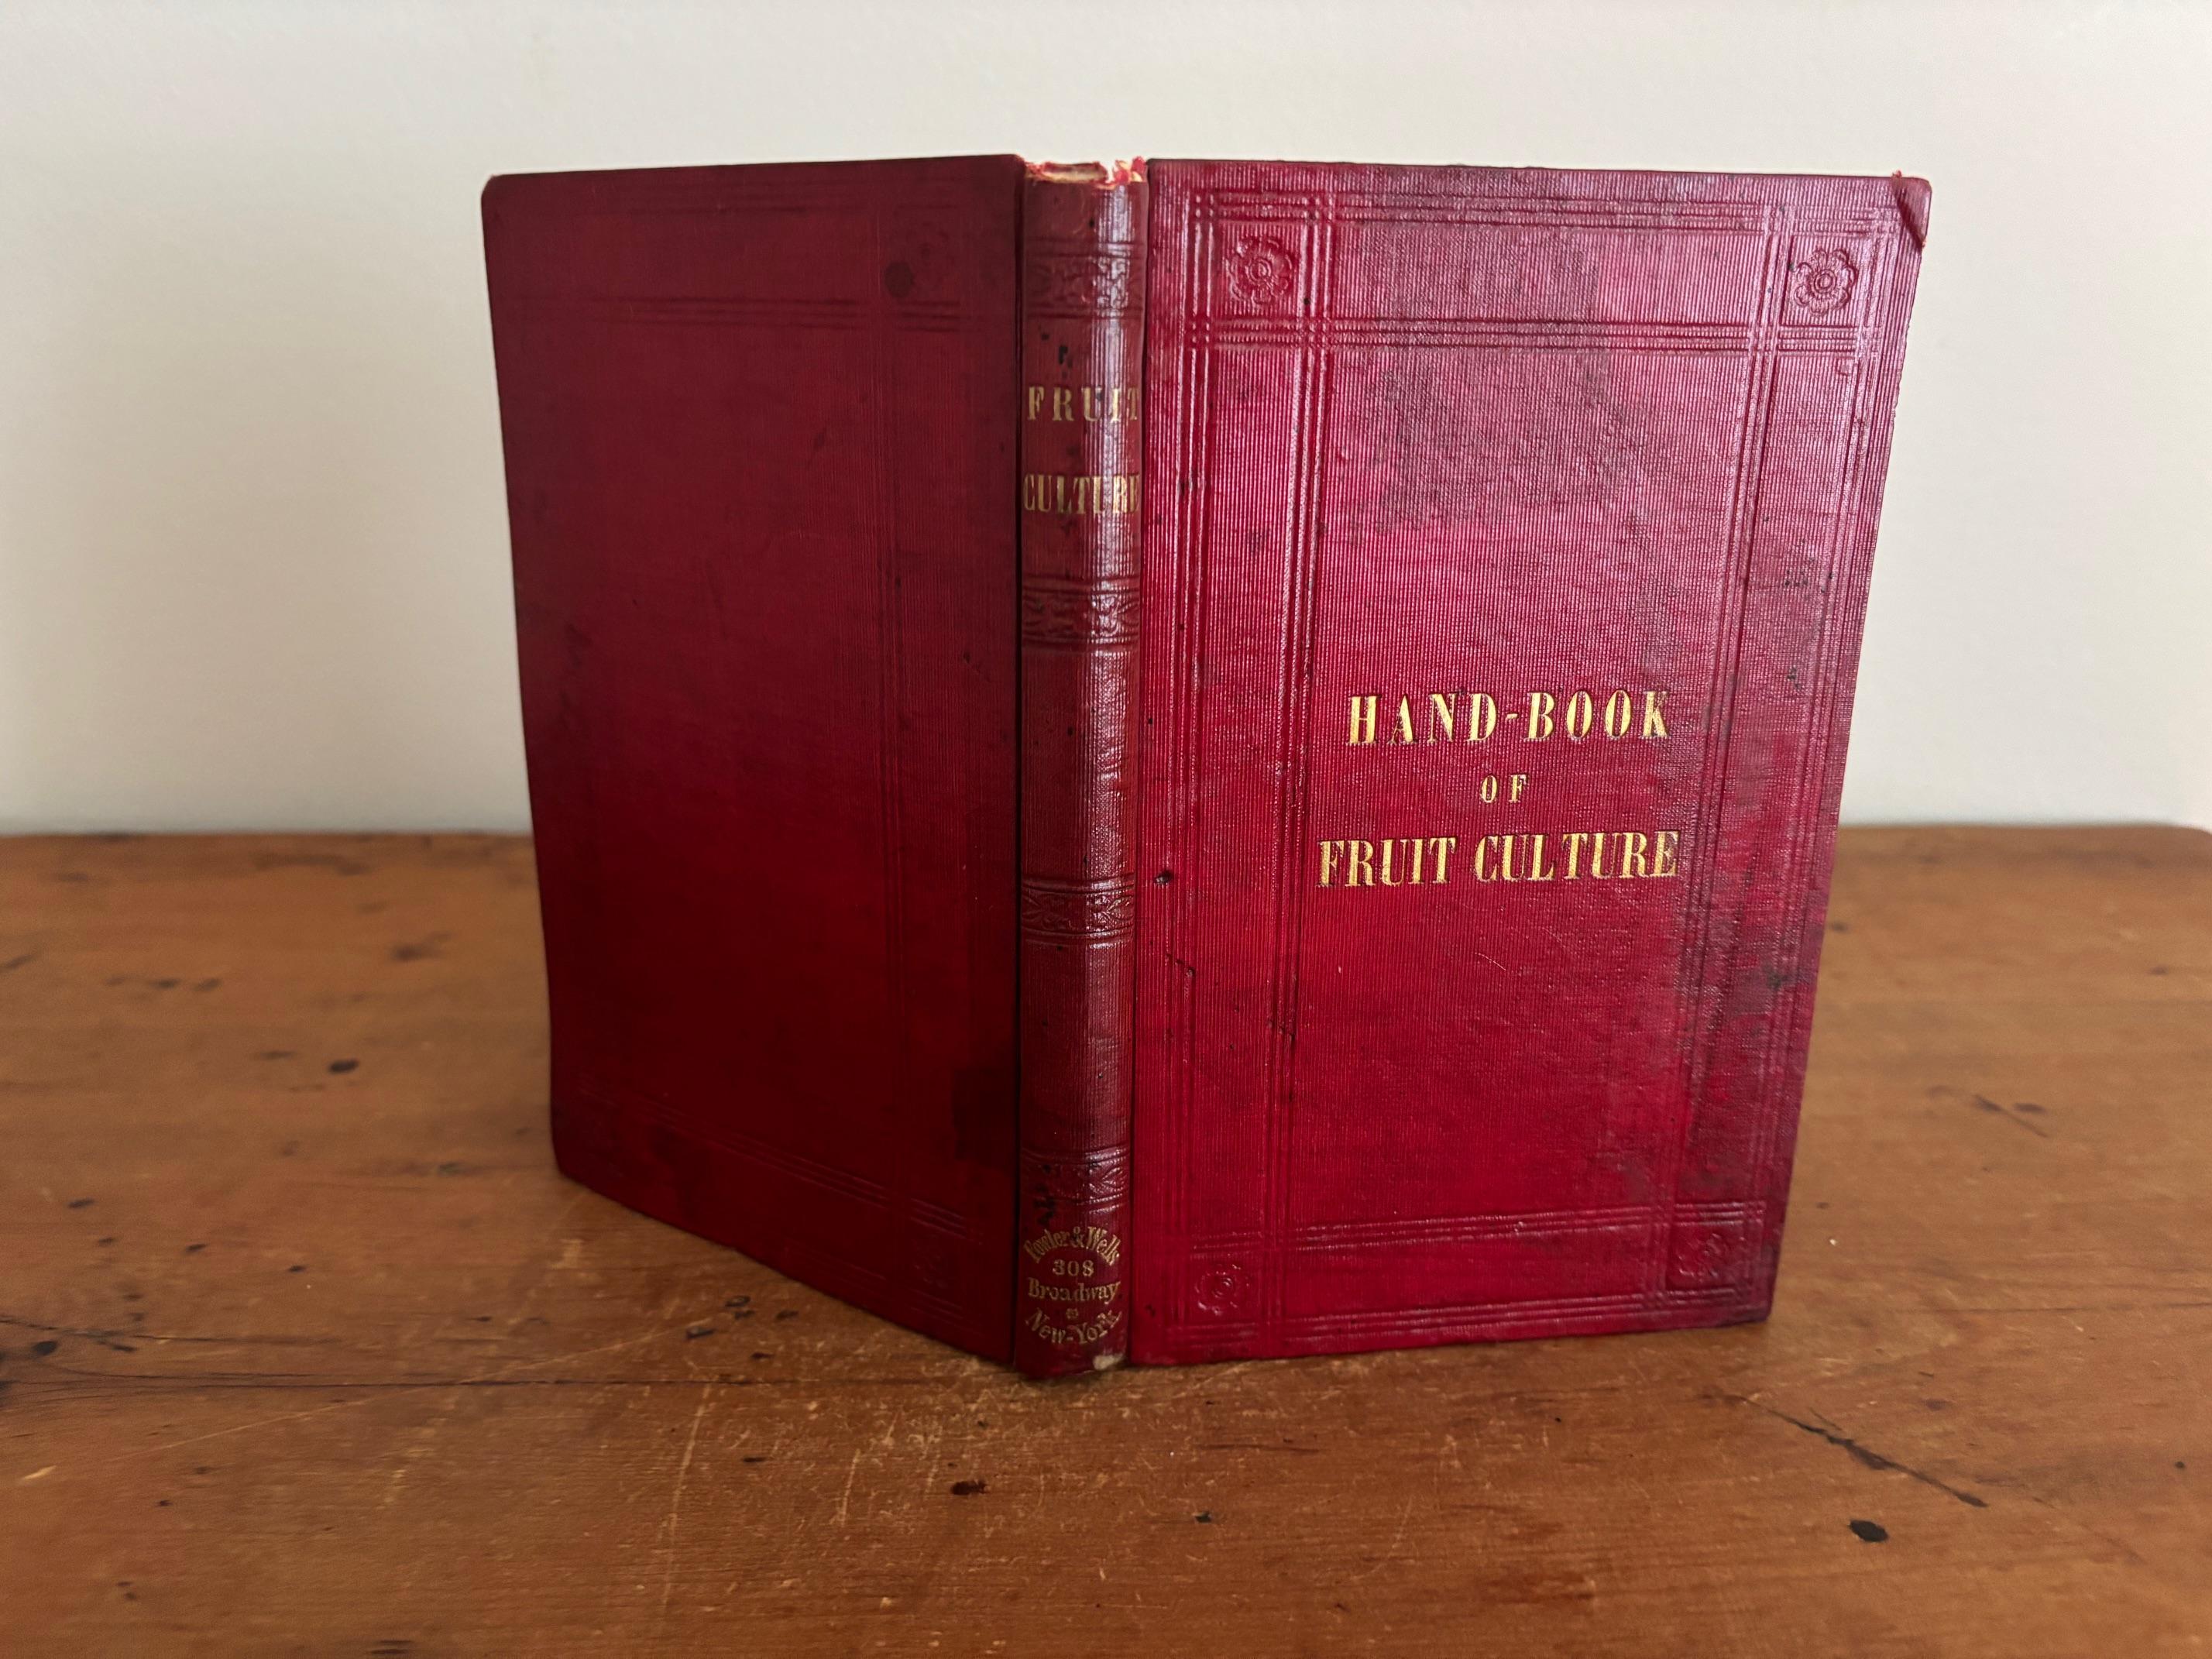 FRUIT
CULTURE
Fowler & Wells
308
Broadway
New-York
HAND-BOOK
OF
FRUIT CULTURE